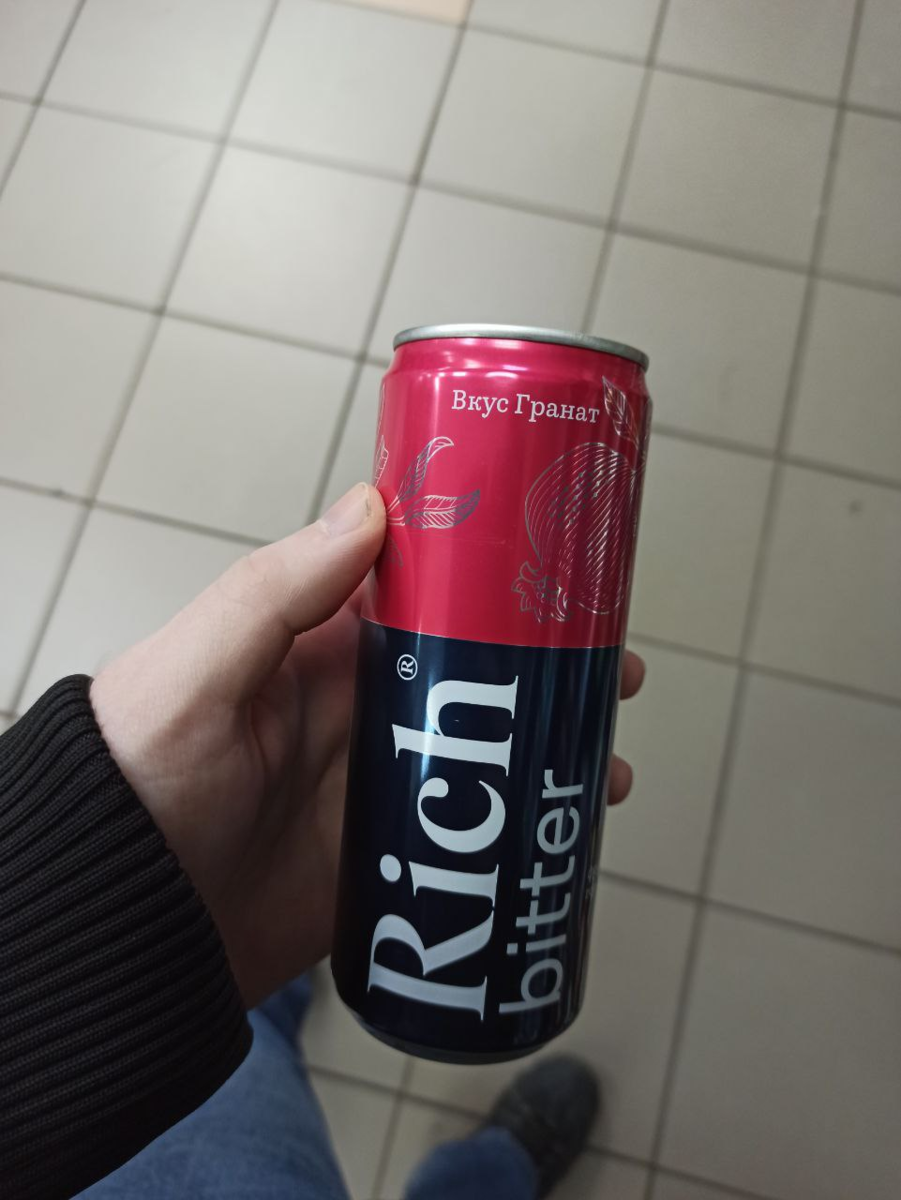 Вкус Гранат
Rich®
bitter